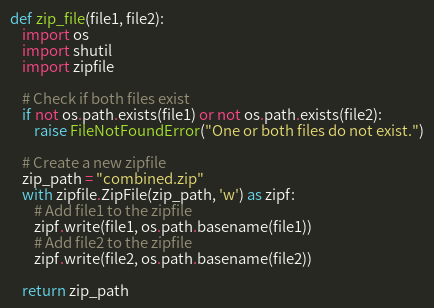 def zip_file(file1, file2):
    import os
    import shutil
    import zipfile

    # Check if both files exist
    if not os.path.exists(file1) or not os.path.exists(file2):
        raise FileNotFoundError("One or both files do not exist.")

    # Create a new zipfile
    zip_path = "combined.zip"
    with zipfile.ZipFile(zip_path, 'w') as zipf:
        # Add file1 to the zipfile
        zipf.write(file1, os.path.basename(file1))
        # Add file2 to the zipfile
        zipf.write(file2, os.path.basename(file2))

    return zip_path